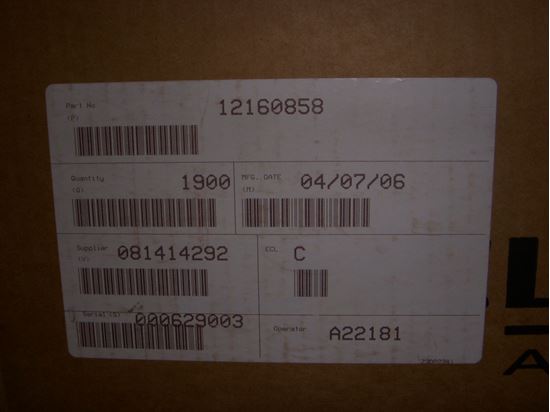 Part No 12160858
(P)
Quantity 1900 MFG. DATE 04/07/06
(Q) (M)
Supplier 081414292 ECL C
(V)
Serial(S) 000629003
Operator A22181
L
A